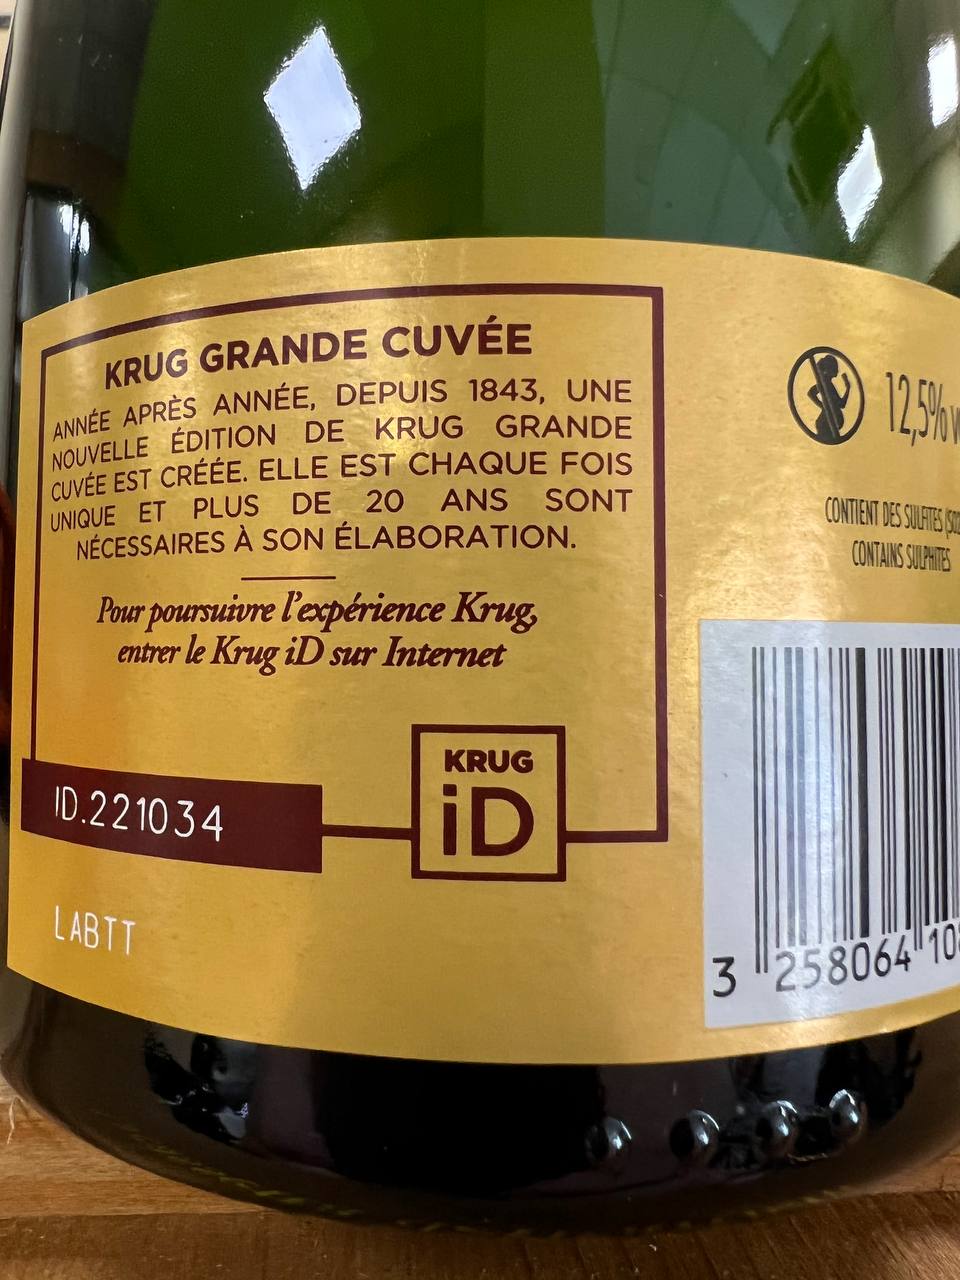 KRUG GRANDE CUVÉE
ANNÉE APRÈS ANNÉE, DEPUIS 1843, UNE
NOUVELLE ÉDITION DE KRUG GRANDE
CUVÉE EST CRÉÉE. ELLE EST CHAQUE FOIS
UNIQUE ET PLUS DE 20 ANS SONT
NÉCESSAIRES À SON ÉLABORATION.
Pour poursuivre l'expérience Krug,
entrer le Krug iD sur Internet
KRUG
iD
ID.221034
LABTT
12,5%
CONTIENT DES SULFITES
CONTAINS SULPHITES
3 258064 10